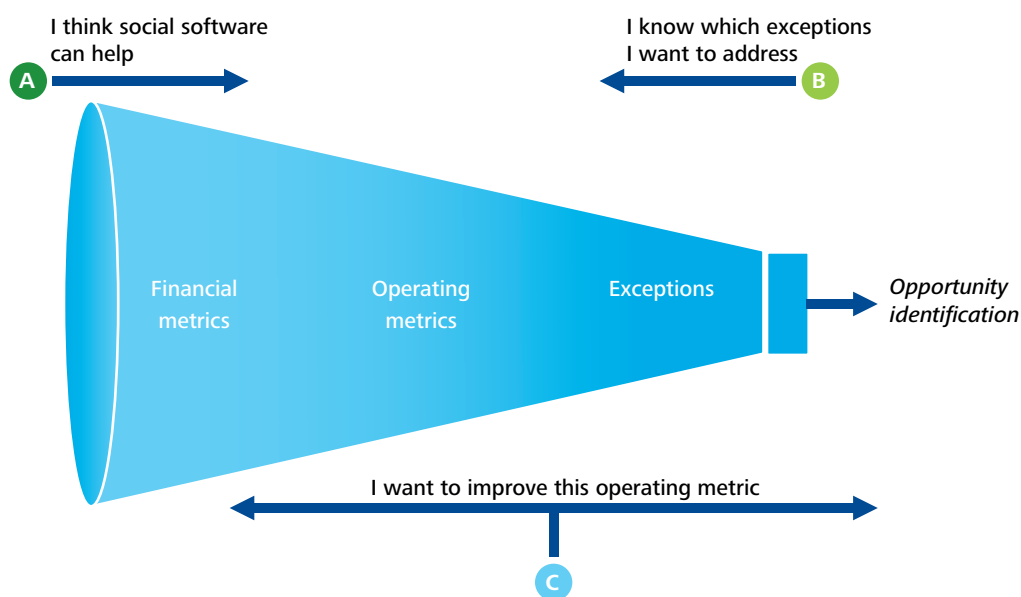 I think social software
can help
A
I know which exceptions
I want to address
B
Financial
metrics
Operating
metrics
Exceptions
Opportunity
identification
I want to improve this operating metric
C